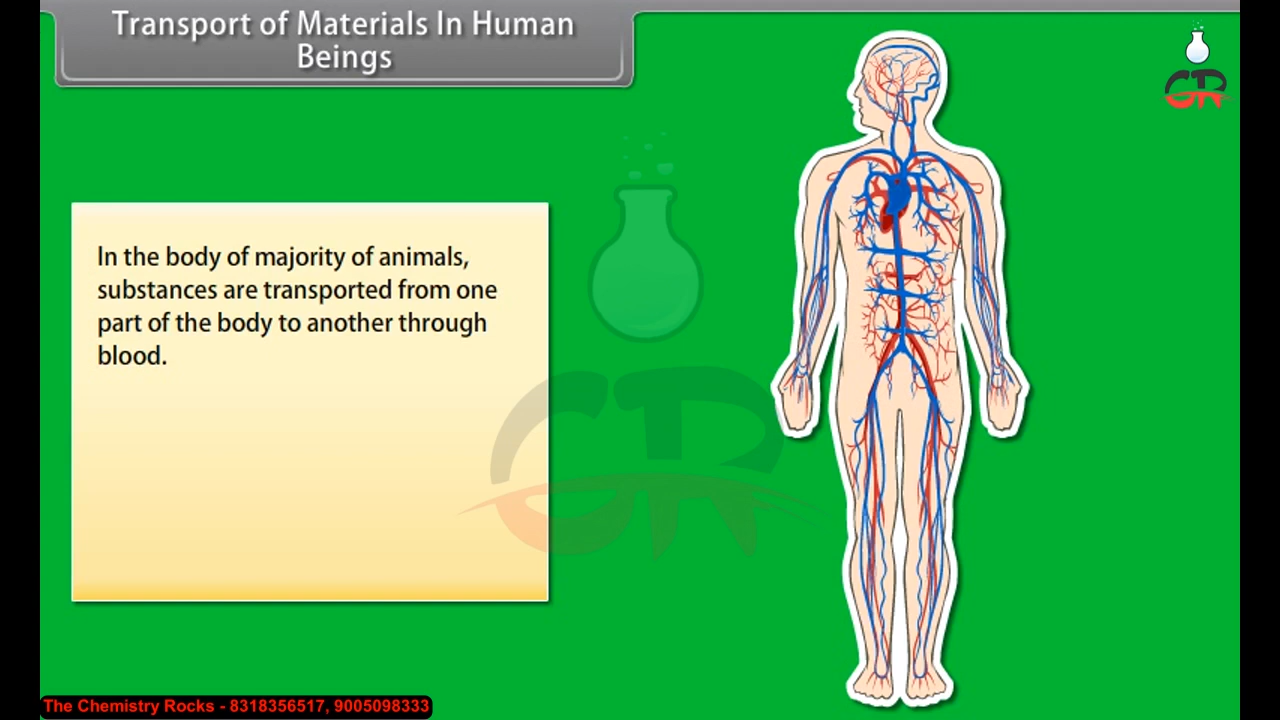 Transport of Materials In Human
Beings
In the body of majority of animals,
substances are transported from one
part of the body to another through
blood.
The Chemistry Rocks - 8318356517, 9005098333